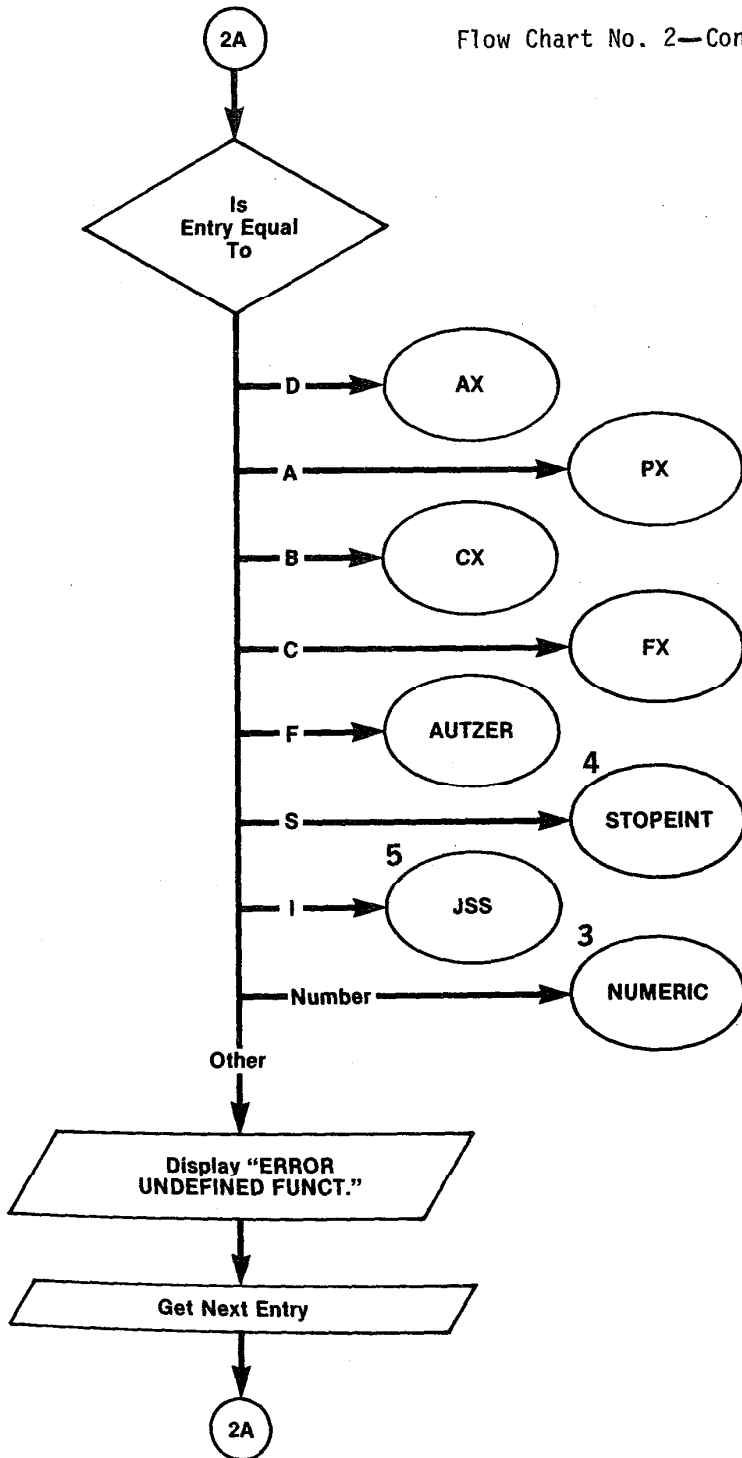 2A
Flow Chart No. 2—Con
Is
Entry Equal
To
D
AX
A
PX
B
CX
C
FX
F
AUTZER
4
S
STOPEINT
5
I
JSS
3
Number
NUMERIC
Other
Display “ERROR
UNDEFINED FUNCT.”
Get Next Entry
2A